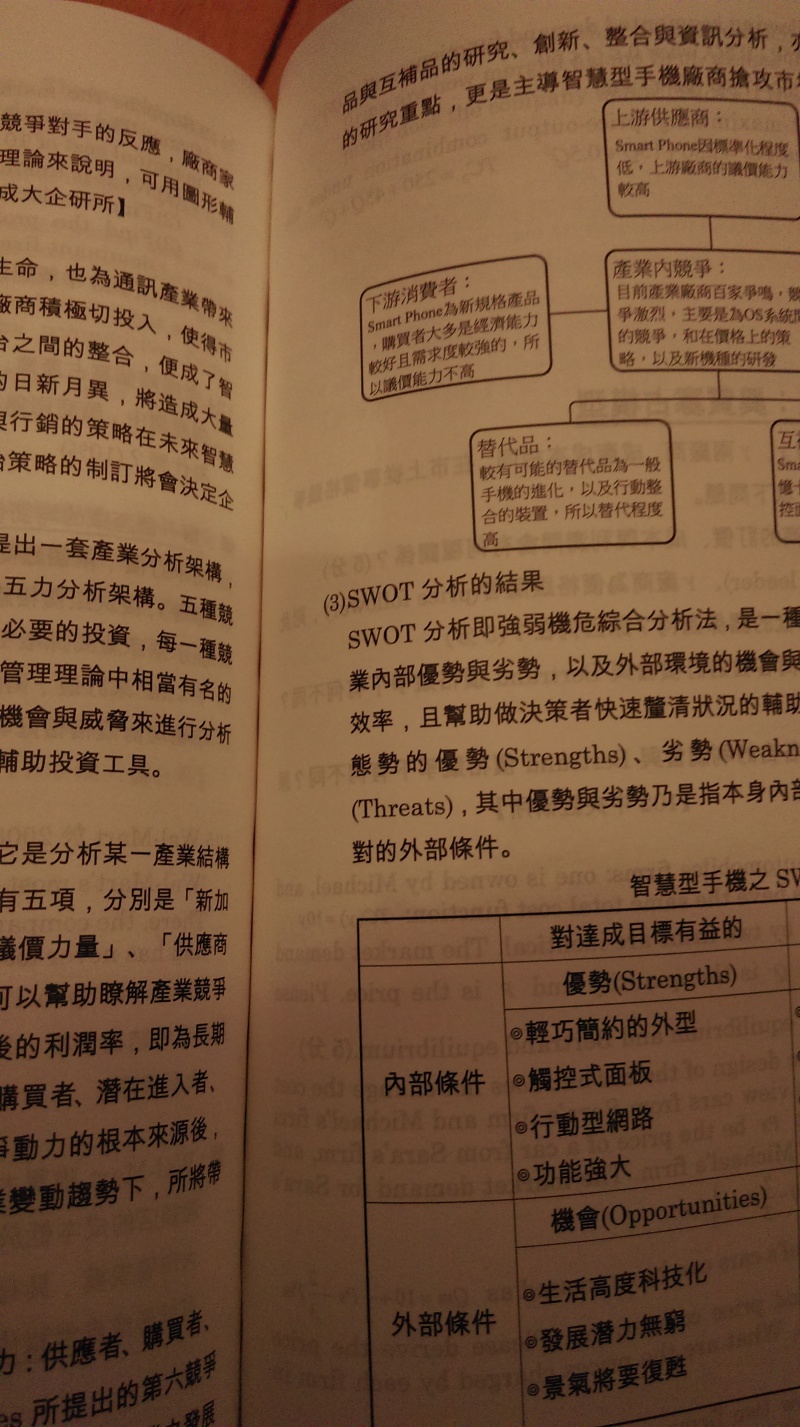 競爭對手的反應，廠商家
理論來說明，可用圖形輔
成大企研所】
生命，也為通訊產業帶來
廠商積極切投入，使得市
台之間的整合，便成了智
的日新月異，將造成大量
與行銷的策略在未來智慧
台策略的制訂將會決定企
是出一套產業分析架構，
五力分析架構。五種競
必要的投資，每一種競
管理理論中相當有名的
機會與威脅來進行分析
輔助投資工具。
它是分析某一產業結構
有五項，分別是「新加
議價力量」、「供應商
可以幫助瞭解產業競爭
後的利潤率，即為長期
購買者、潛在進入者、
爭動力的根本來源後，
業變動趨勢下，所將帶
力：供應者、購買者、
es 所提出的第六競爭
品與互補品的研究、創新、整合與資訊分析，
的研究重點，更是主導智慧型手機廠商搶攻市
上游供應商：
Smart Phone因標準化程度
低，上游廠商的議價能力
較高
下游消費者：
Smart Phone為新規格產品
，購買者大多是經濟能力
較好且需求度較強的，所
以議價能力不高
產業內競爭：
目前產業廠商百家爭鳴，競
爭激烈，主要是為OS系統間
的競爭，和在價格上的策
略，以及新機種的研發
替代品：
較有可能的替代品為一般
手機的進化，以及行動整
合的裝置，所以替代程度
高
互
Sma
憶
控
(3)SWOT 分析的結果
SWOT 分析即強弱機危綜合分析法，是一種
業內部優勢與劣勢，以及外部環境的機會與
效率，且幫助做決策者快速釐清狀況的輔助
態勢的優勢(Strengths)、劣勢(Weakn
(Threats)，其中優勢與劣勢乃是指本身內部
對的外部條件。
智慧型手機之 SW
對達成目標有益的
優勢(Strengths)
內部條件
◎輕巧簡約的外型
◎觸控式面板
◎行動型網路
◎功能強大
機會(Opportunities)
外部條件
◎生活高度科技化
◎發展潛力無窮
◎景氣將要復甦